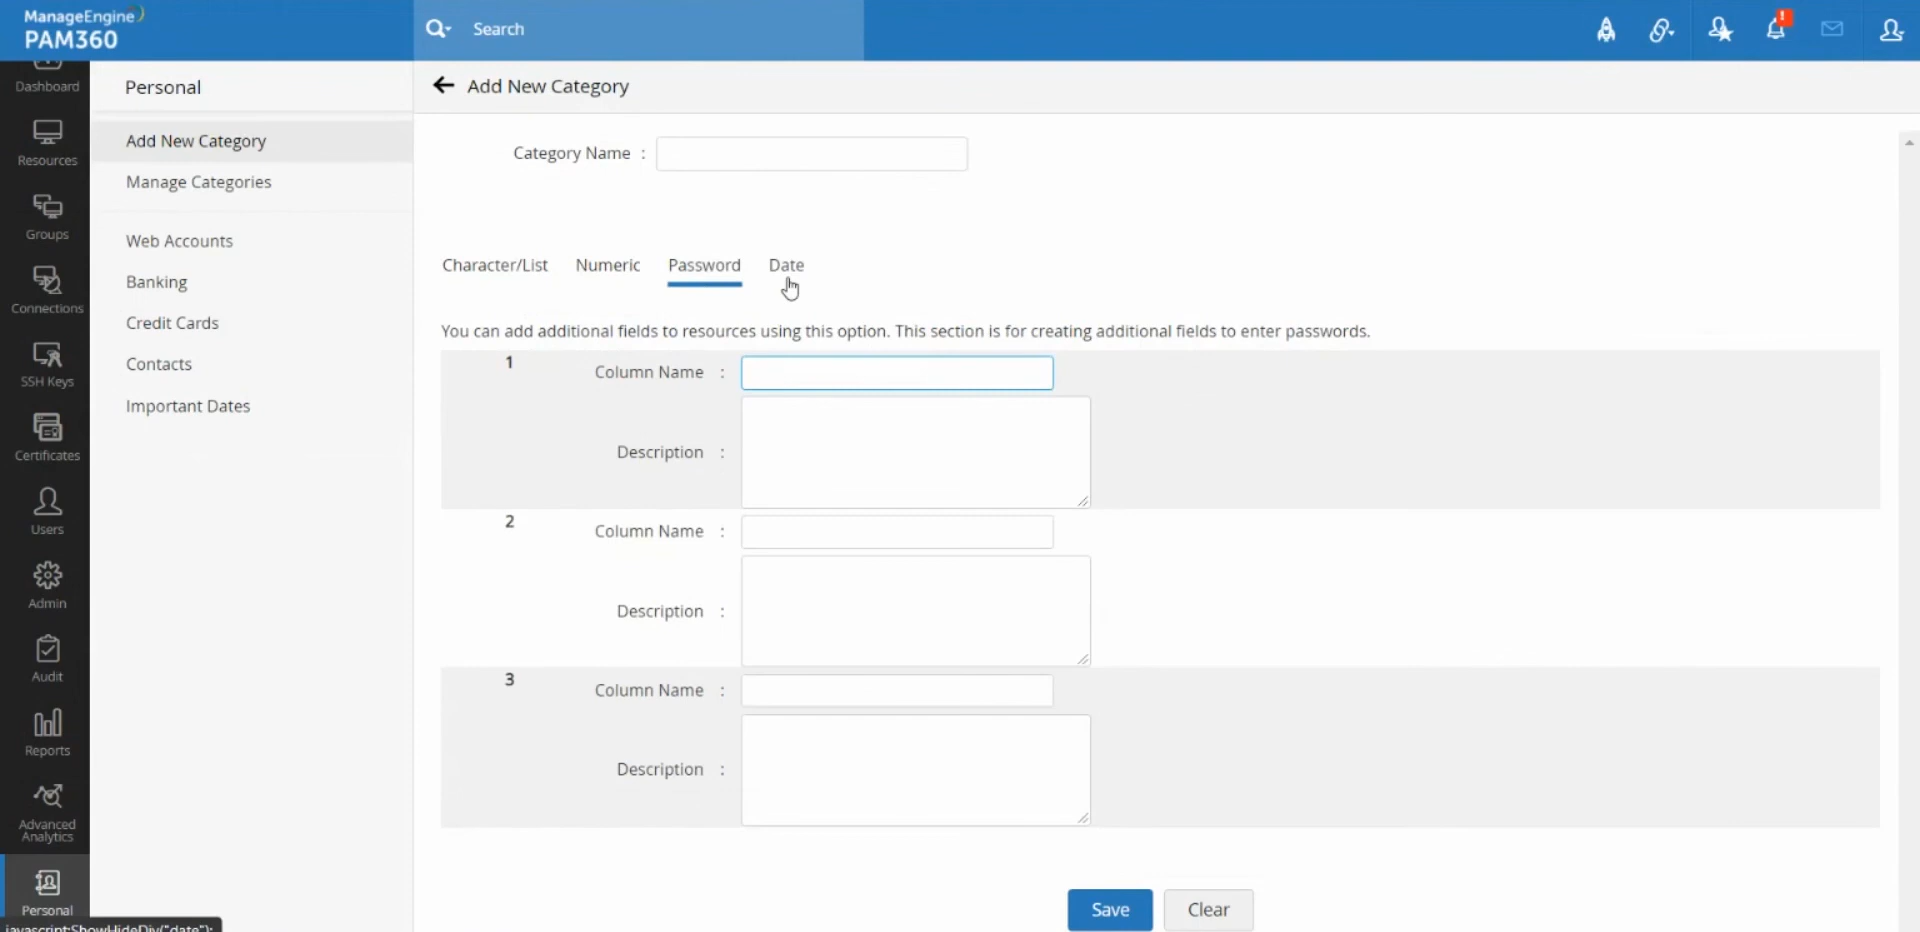 ManageEngine
PAM360
Search
!
Dashboard
Resources
Groups
Connections
SSH Keys
Certificates
Users
Admin
Audit
Reports
Advanced
Analytics
Personal
javascript:ShowHideDiv("date");
Personal
Add New Category
Manage Categories
Web Accounts
Banking
Credit Cards
Contacts
Important Dates
Add New Category
Category Name :
Character/List Numeric Password Date
You can add additional fields to resources using this option. This section is for creating additional fields to enter passwords.
1 Column Name :
Description :
2 Column Name :
Description :
3 Column Name :
Description :
Save Clear